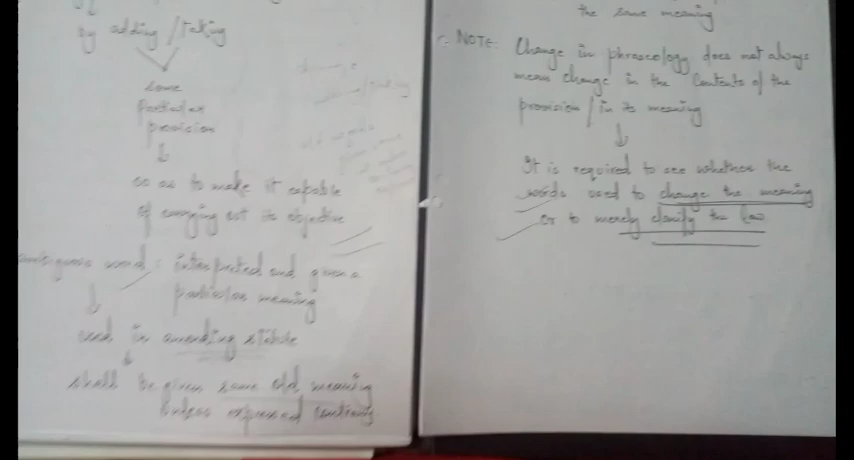 by adding / taking
some
particular
provision
so as to make it capable
of carrying out its objective
word : interpreted and given a
particular meaning
used in amending statute
shall be given same old meaning
unless expressed
the same meaning
NOTE: Change in phraseology does not always
mean change in the contents of the
provision / in its meaning
It is required to see whether the
words used to change the meaning
or to merely clarify the law